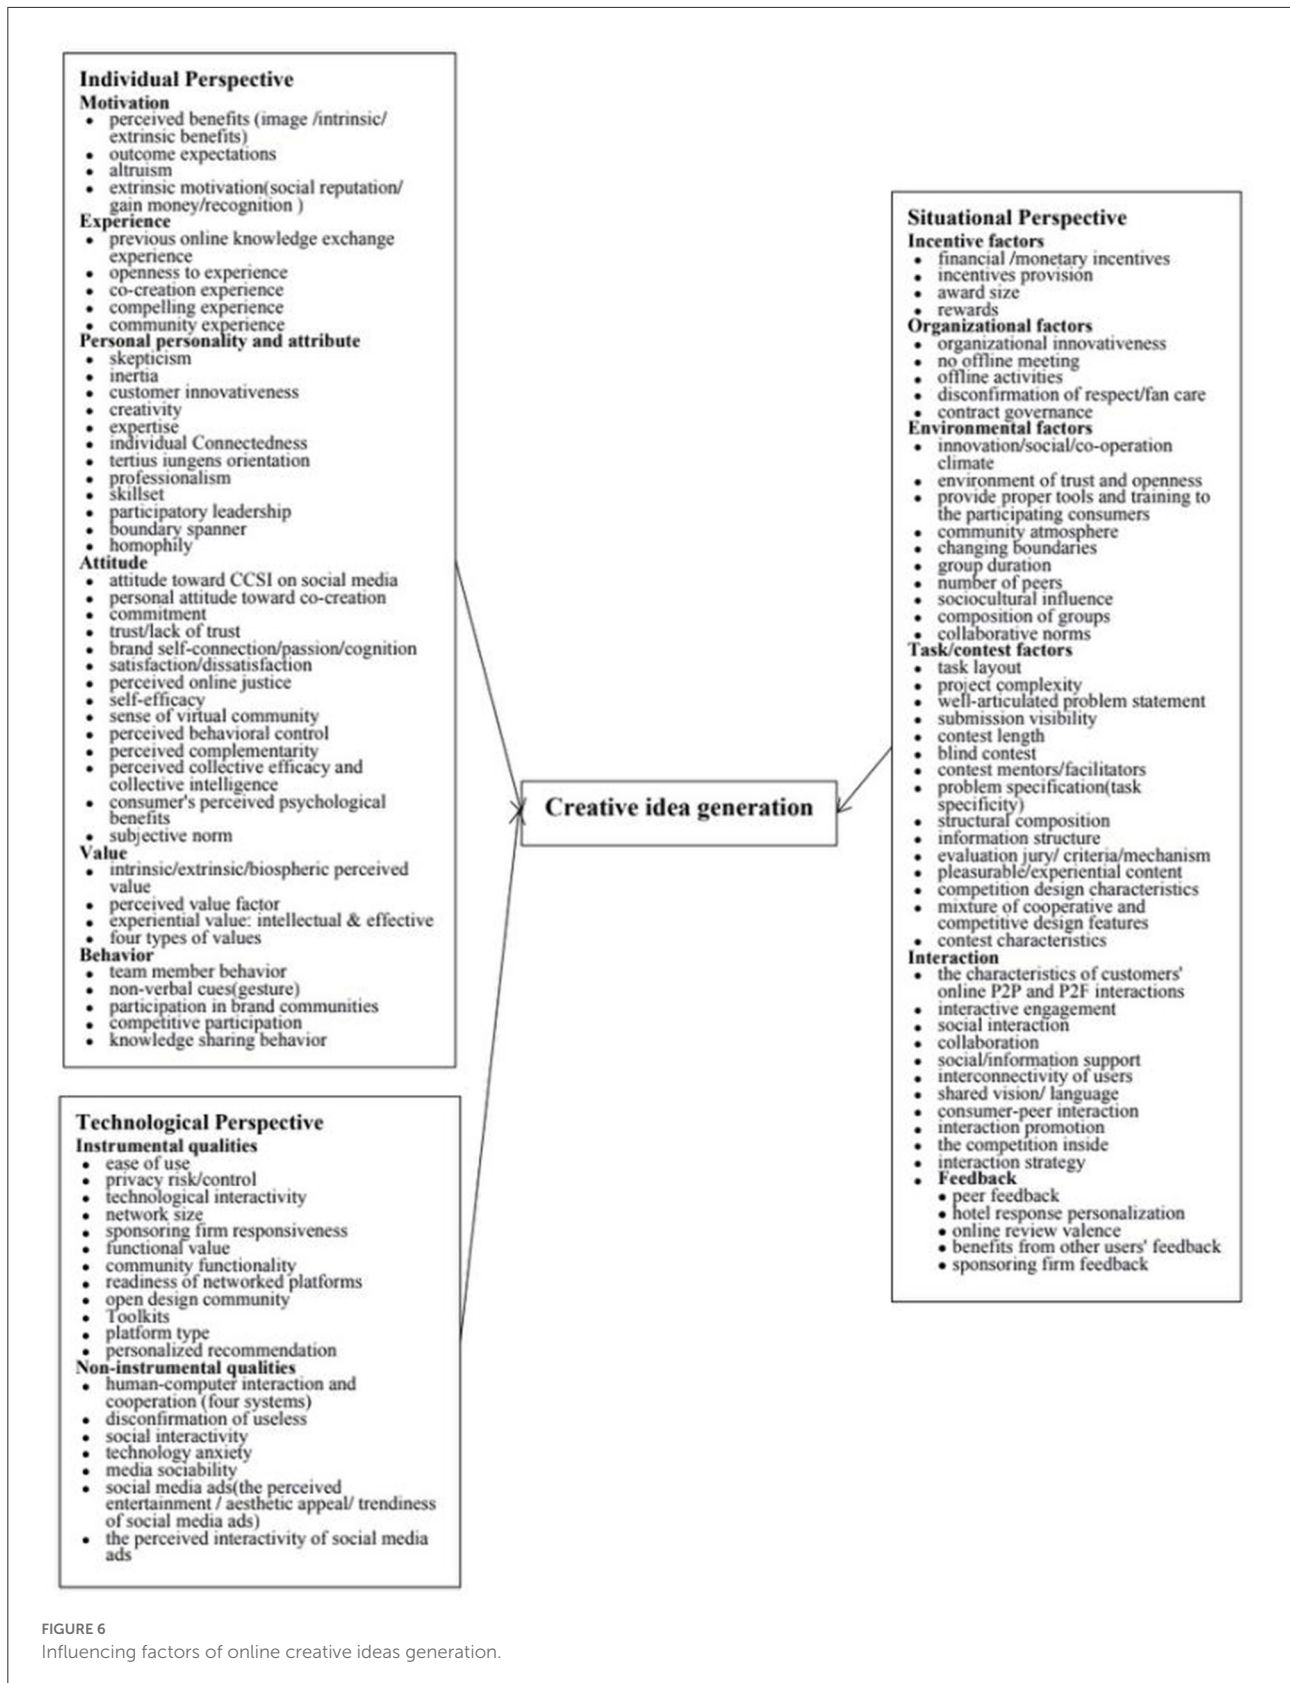 Individual Perspective
Motivation
• perceived benefits (image /intrinsic/
extrinsic benefits)
• outcome expectations
• altruism
• extrinsic motivation(social reputation/
gain money/recognition )
Experience
• previous online knowledge exchange
experience
• openness to experience
• co-creation experience
• compelling experience
• community experience
Personal personality and attribute
• skepticism
• inertia
• customer innovativeness
• creativity
• expertise
• individual Connectedness
• tertius iungens orientation
• professionalism
• skillset
• participatory leadership
• boundary spanner
• homophily
Attitude
• attitude toward CCSI on social media
• personal attitude toward co-creation
• commitment
• trust/lack of trust
• brand self-connection/passion/cognition
• satisfaction/dissatisfaction
• perceived online justice
• self-efficacy
• sense of virtual community
• perceived behavioral control
• perceived complementarity
• perceived collective efficacy and
collective intelligence
• consumer's perceived psychological
benefits
• subjective norm
Value
• intrinsic/extrinsic/biospheric perceived
value
• perceived value factor
• experiential value: intellectual & effective
• four types of values
Behavior
• team member behavior
• non-verbal cues(gesture)
• participation in brand communities
• competitive participation
• knowledge sharing behavior
Technological Perspective
Instrumental qualities
• ease of use
• privacy risk/control
• technological interactivity
• network size
• sponsoring firm responsiveness
• functional value
• community functionality
• readiness of networked platforms
• open design community
• Toolkits
• platform type
• personalized recommendation
Non-instrumental qualities
• human-computer interaction and
cooperation (four systems)
• disconfirmation of useless
• social interactivity
• technology anxiety
• media sociability
• social media ads(the perceived
entertainment / aesthetic appeal/ trendiness
of social media ads)
• the perceived interactivity of social media
ads
Creative idea generation
Situational Perspective
Incentive factors
• financial /monetary incentives
• incentives provision
• award size
• rewards
Organizational factors
• organizational innovativeness
• no offline meeting
• offline activities
• disconfirmation of respect/fan care
• contract governance
Environmental factors
• innovation/social/co-operation
climate
• environment of trust and openness
• provide proper tools and training to
the participating consumers
• community atmosphere
• changing boundaries
• group duration
• number of peers
• sociocultural influence
• composition of groups
• collaborative norms
Task/contest factors
• task layout
• project complexity
• well-articulated problem statement
• submission visibility
• contest length
• blind contest
• contest mentors/facilitators
• problem specification(task
specificity)
• structural composition
• information structure
• evaluation jury/ criteria/mechanism
• pleasurable/experiential content
• competition design characteristics
• mixture of cooperative and
competitive design features
• contest characteristics
Interaction
• the characteristics of customers'
online P2P and P2F interactions
• interactive engagement
• social interaction
• collaboration
• social/information support
• interconnectivity of users
• shared vision/ language
• consumer-peer interaction
• interaction promotion
• the competition inside
• interaction strategy
• Feedback
• peer feedback
• hotel response personalization
• online review valence
• benefits from other users' feedback
• sponsoring firm feedback
FIGURE 6
Influencing factors of online creative ideas generation.